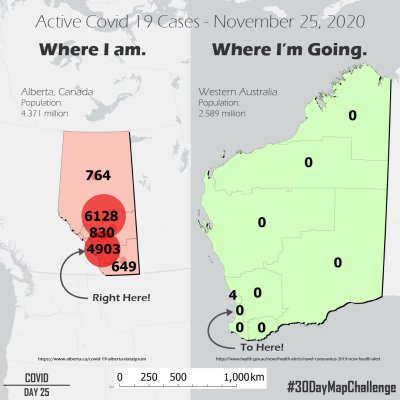 Active Covid 19 Cases - November 25, 2020
Where I am.
Alberta, Canada
Population:
4.371 million
764
6128
830
4903
649
Right Here!
https://www.alberta.ca/covid-19-alberta-data.aspx
Where I'm Going.
Western Australia
Population:
2.589 million
0
0
0
0
4
0
0
0
0
To Here!
https://www.health.gov.au/news/health-alerts/novel-coronavirus-2019-ncov-health-alert
COVID
DAY 25
0 250 500 1,000 km
#30DayMapChallenge